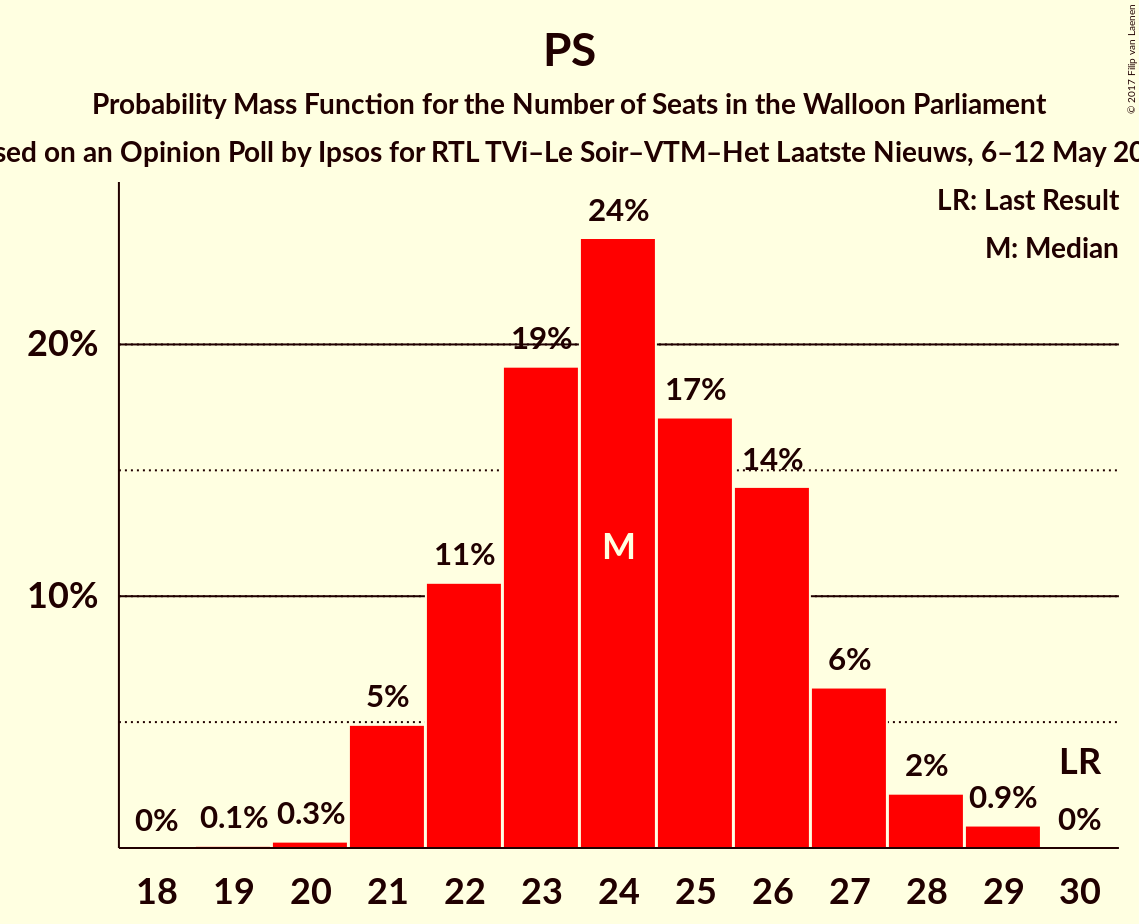 PS
Probability Mass Function for the Number of Seats in the Walloon Parliament
on an Opinion Poll by Ipsos for RTL TVi–Le Soir–VTM–Het Laatste Nieuws, 6–12 May
© 2017 Filip van Laenen
LR: Last Result
M: Median
20%
10%
0% 0.1% 0.3% 5% 11% 19% 24% 17% 14% 6% 2% 0.9% 0%
M
LR
18 19 20 21 22 23 24 25 26 27 28 29 30